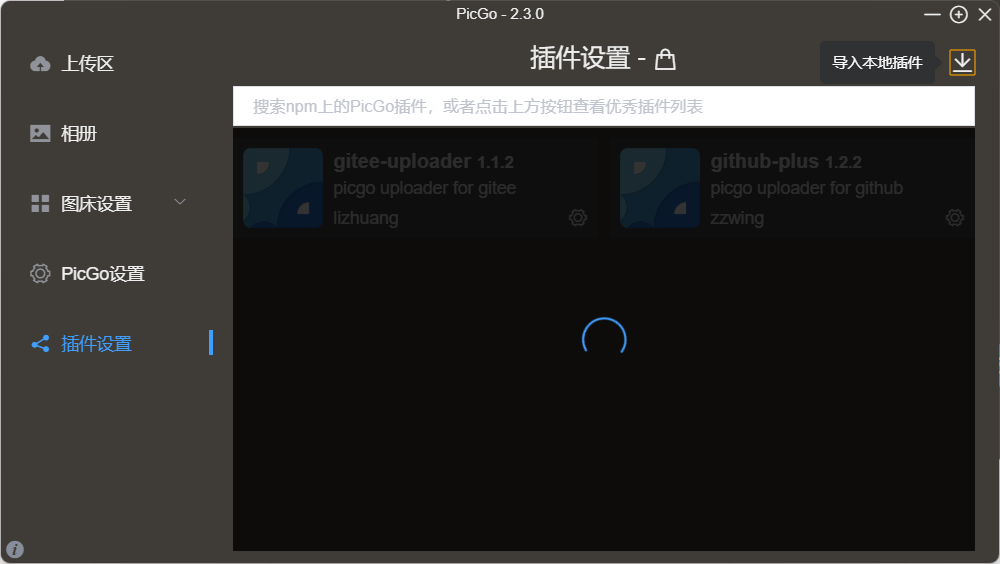 PicGo - 2.3.0
上传区
相册
图床设置
PicGo设置
插件设置
插件设置 -
导入本地插件
搜索npm上的PicGo插件，或者点击上方按钮查看优秀插件列表
gitee-uploader 1.1.2
picgo uploader for gitee
lizhuang
github-plus 1.2.2
picgo uploader for github
zzwing